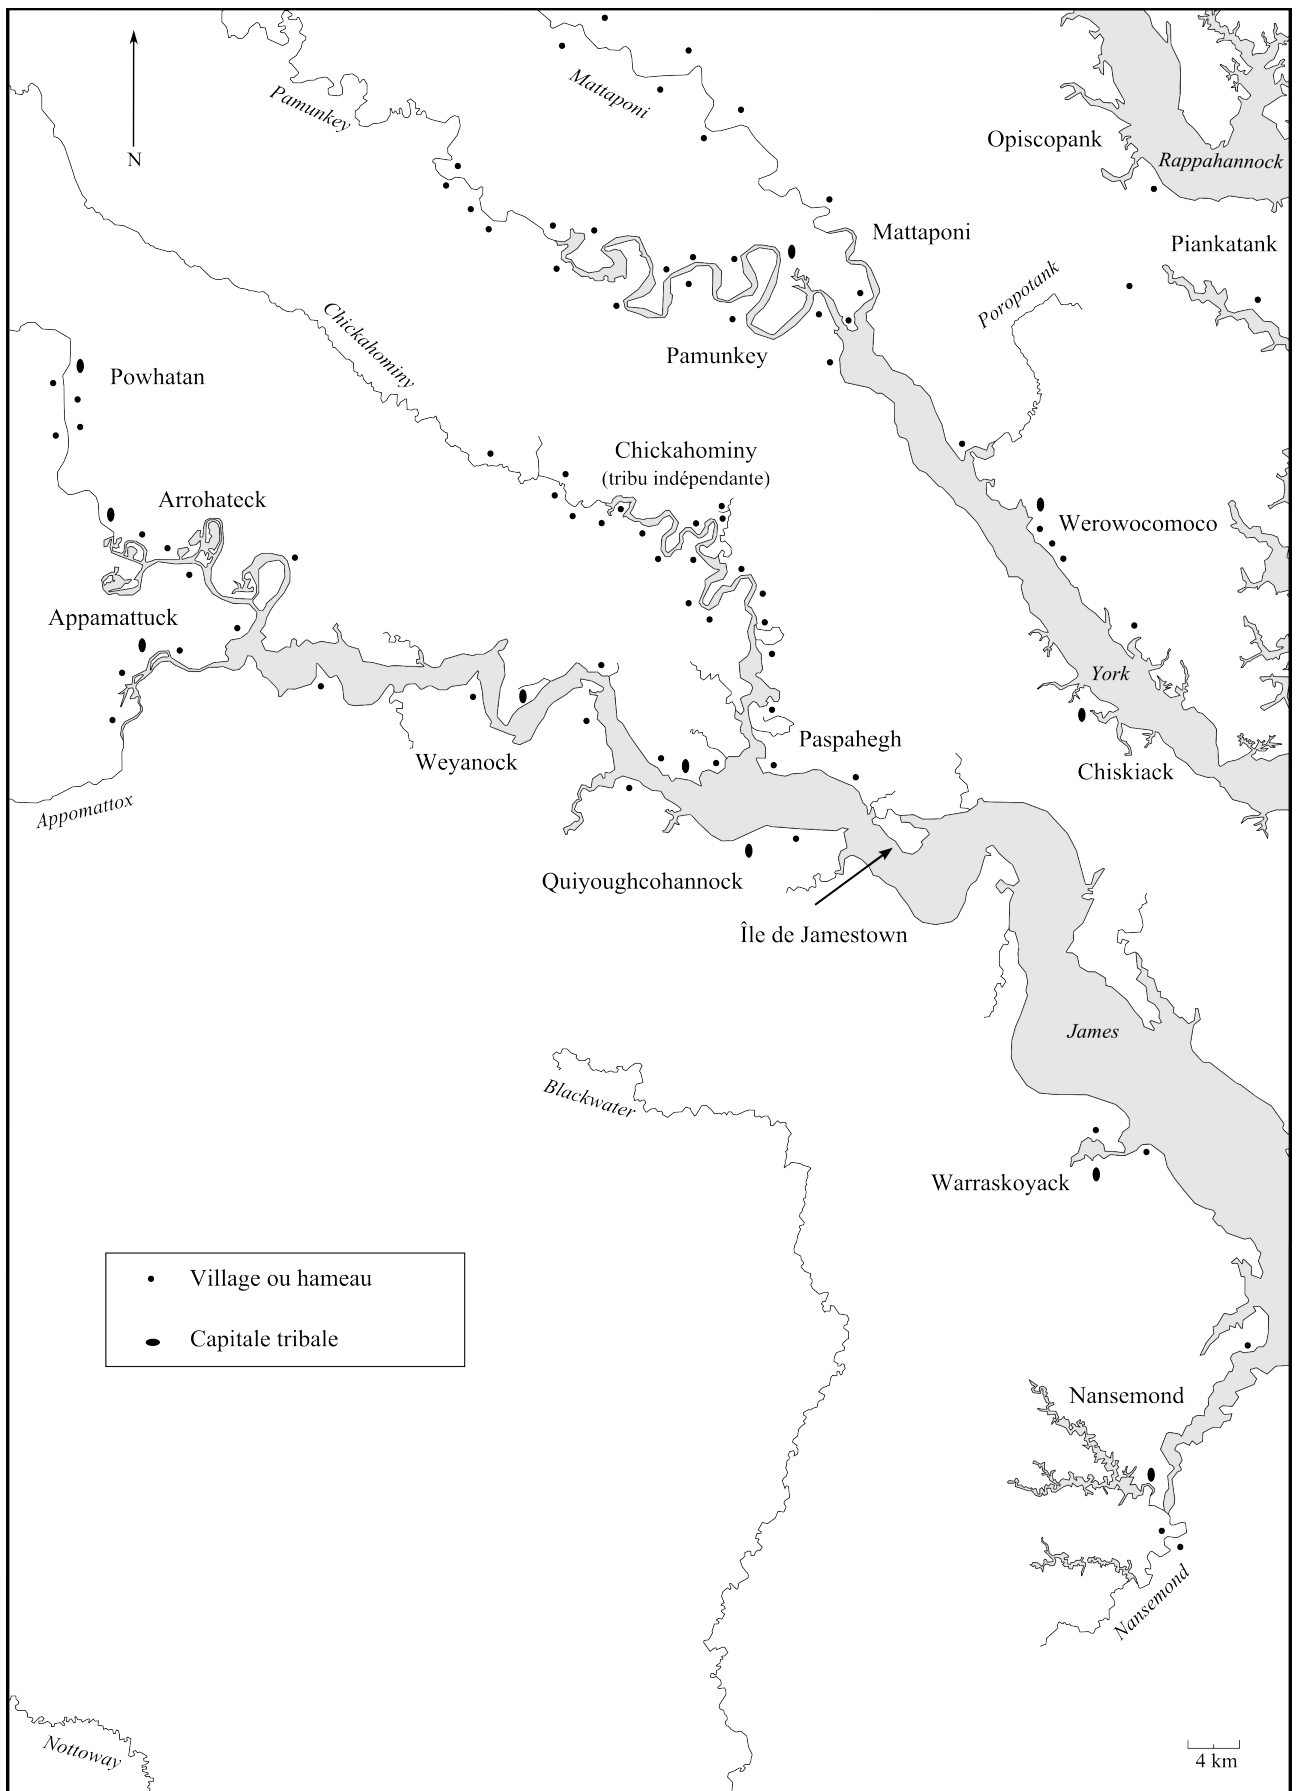 Pamunkey
Mattaponi
N
Opiscopank
Rappahannock
Mattaponi
Piankatank
Poropotank
Chickahominy
Pamunkey
Powhatan
Chickahominy
(tribu indépendante)
Arrohateck
Werowocomoco
Appamattuck
York
Paspahegh
Weyanock
Chiskiack
Appomattox
Quiyoughcohannock
Île de Jamestown
James
Blackwater
Warraskoyack
Village ou hameau
Capitale tribale
Nansemond
Nansemond
Nottoway
4 km